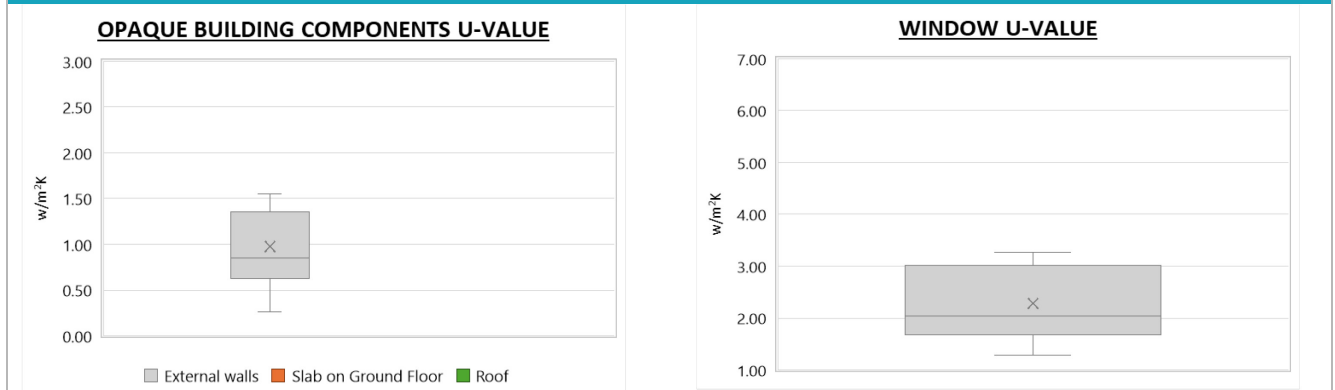 OPAQUE BUILDING COMPONENTS U-VALUE
3.00
2.50
2.00
1.50
1.00
0.50
0.00
w/m²K
External walls Slab on Ground Floor Roof
WINDOW U-VALUE
7.00
6.00
5.00
4.00
3.00
2.00
1.00
w/m²K